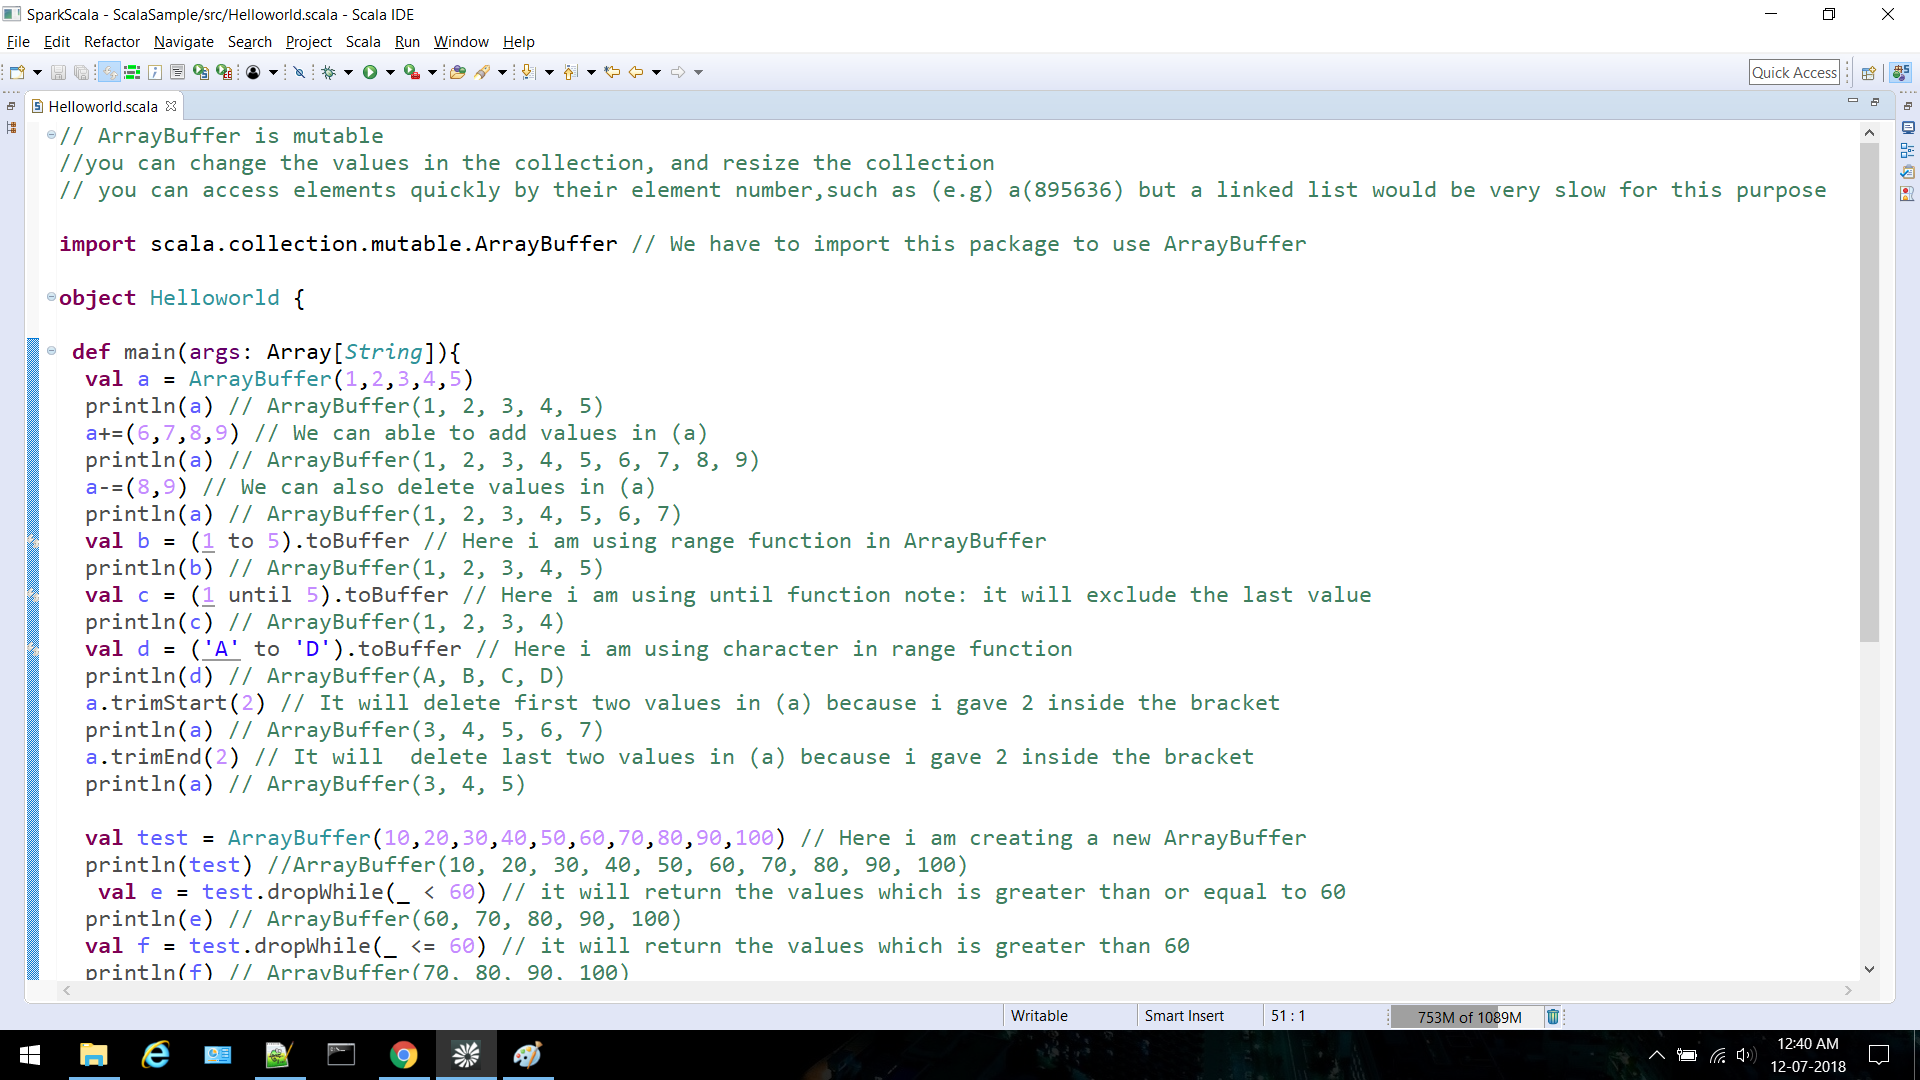 SparkScala - ScalaSample/src/Helloworld.scala - Scala IDE
File Edit Refactor Navigate Search Project Scala Run Window Help
Quick Access
Helloworld.scala
// ArrayBuffer is mutable
//you can change the values in the collection, and resize the collection
// you can access elements quickly by their element number,such as (e.g) a(895636) but a linked list would be very slow for this purpose
import scala.collection.mutable.ArrayBuffer // We have to import this package to use ArrayBuffer
object Helloworld {
def main(args: Array[String]){
val a = ArrayBuffer(1,2,3,4,5)
println(a) // ArrayBuffer(1, 2, 3, 4, 5)
a+=(6,7,8,9) // We can able to add values in (a)
println(a) // ArrayBuffer(1, 2, 3, 4, 5, 6, 7, 8, 9)
a-=(8,9) // We can also delete values in (a)
println(a) // ArrayBuffer(1, 2, 3, 4, 5, 6, 7)
val b = (1 to 5).toBuffer // Here i am using range function in ArrayBuffer
println(b) // ArrayBuffer(1, 2, 3, 4, 5)
val c = (1 until 5).toBuffer // Here i am using until function note: it will exclude the last value
println(c) // ArrayBuffer(1, 2, 3, 4)
val d = ('A' to 'D').toBuffer // Here i am using character in range function
println(d) // ArrayBuffer(A, B, C, D)
a.trimStart(2) // It will delete first two values in (a) because i gave 2 inside the bracket
println(a) // ArrayBuffer(3, 4, 5, 6, 7)
a.trimEnd(2) // It will  delete last two values in (a) because i gave 2 inside the bracket
println(a) // ArrayBuffer(3, 4, 5)
val test = ArrayBuffer(10,20,30,40,50,60,70,80,90,100) // Here i am creating a new ArrayBuffer
println(test) //ArrayBuffer(10, 20, 30, 40, 50, 60, 70, 80, 90, 100)
val e = test.dropWhile(_ < 60) // it will return the values which is greater than or equal to 60
println(e) // ArrayBuffer(60, 70, 80, 90, 100)
val f = test.dropWhile(_ <= 60) // it will return the values which is greater than 60
println(f) // ArrayBuffer(70, 80, 90, 100)
Writable Smart Insert 51 : 1 753M of 1089M
12:40 AM
12-07-2018